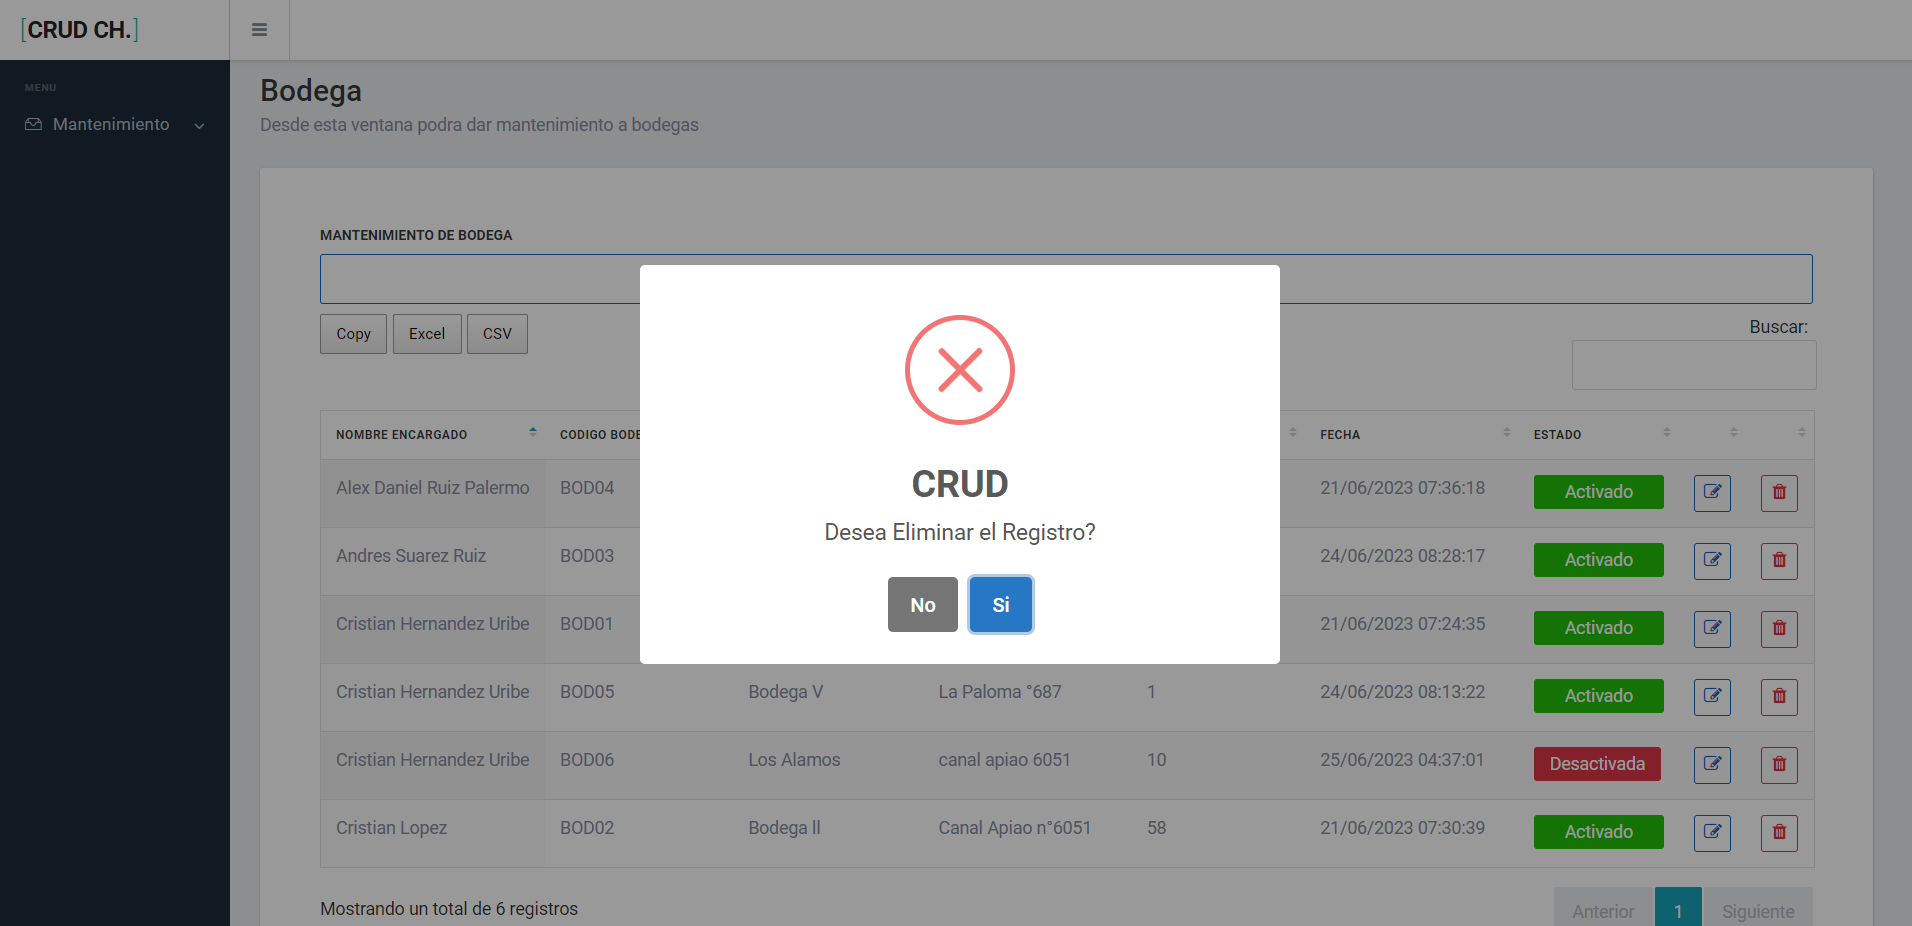 [CRUD CH.]
MENU
Mantenimiento
Bodega
Desde esta ventana podra dar mantenimiento a bodegas
MANTENIMIENTO DE BODEGA
Copy Excel CSV
Buscar:
NOMBRE ENCARGADO CODIGO BODE FECHA ESTADO
Alex Daniel Ruiz Palermo BOD04 21/06/2023 07:36:18 Activado
Andres Suarez Ruiz BOD03 24/06/2023 08:28:17 Activado
Cristian Hernandez Uribe BOD01 21/06/2023 07:24:35 Activado
Cristian Hernandez Uribe BOD05 Bodega V La Paloma °687 1 24/06/2023 08:13:22 Activado
Cristian Hernandez Uribe BOD06 Los Alamos canal apiao 6051 10 25/06/2023 04:37:01 Desactivada
Cristian Lopez BOD02 Bodega ll Canal Apiao n°6051 58 21/06/2023 07:30:39 Activado
Mostrando un total de 6 registros
Anterior 1 Siguiente
CRUD
Desea Eliminar el Registro?
No Si